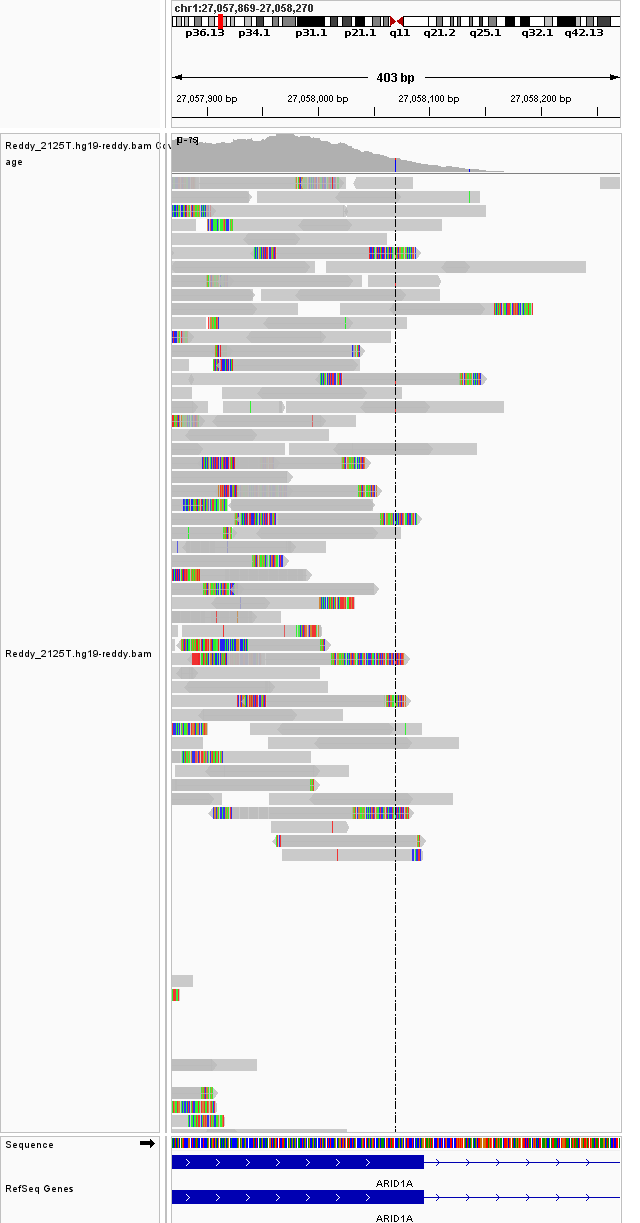 chr1:27,057,869-27,058,270
p36.13 p34.1 p31.1 p21.1 q11 q21.2 q25.1 q32.1 q42.13
403 bp
27,057,900 bp 27,058,000 bp 27,058,100 bp 27,058,200 bp
Reddy_2125T.hg19-reddy.bam Cov
age
Reddy_2125T.hg19-reddy.bam
Sequence
ARID1A
RefSeq Genes
ARID1A